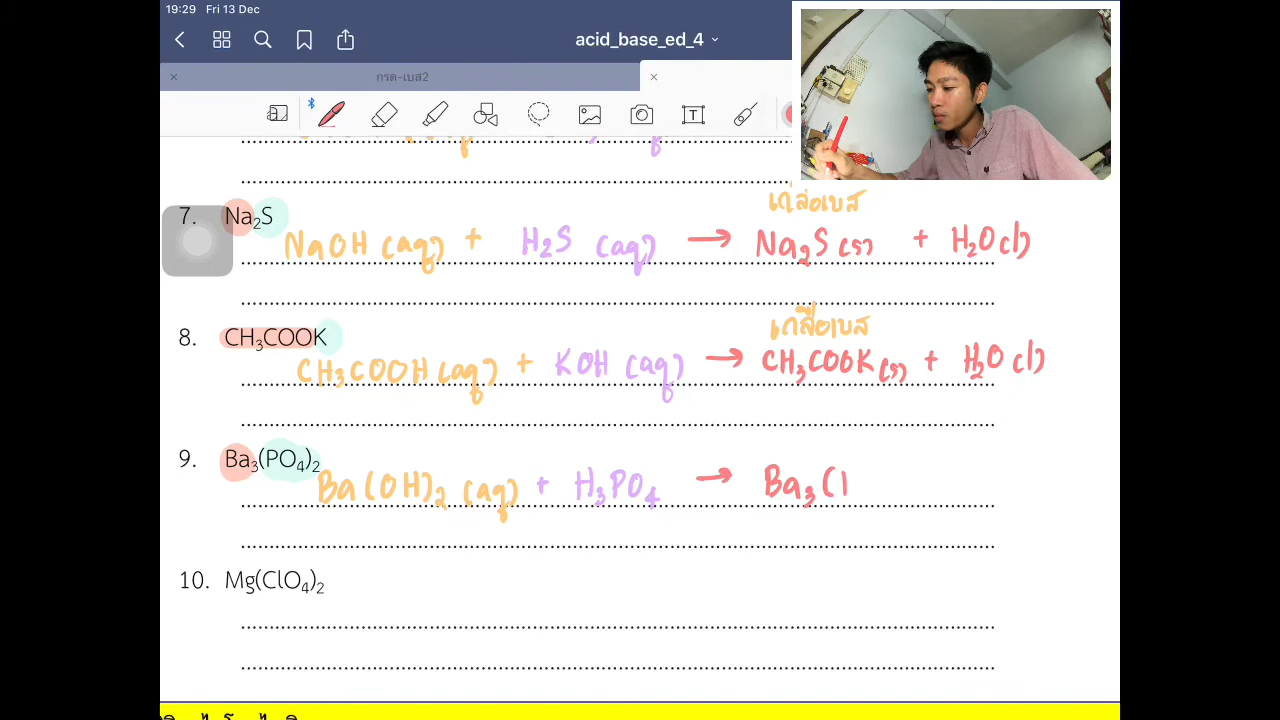 19:29 Fri 13 Dec
acid_base_ed_4
กรด-เบส2
T
7. Na₂S
เกลือเบส
NaOH (aq) + H₂S (aq) → Na₂S (s) + H₂O (l)
8. CH₃COOK
เกลือเบส
CH₃COOH (aq) + KOH (aq) → CH₃COOK (s) + H₂O (l)
9. Ba₃(PO₄)₂
Ba(OH)₂ (aq) + H₃PO₄ → Ba₃(l
10. Mg(ClO₄)₂